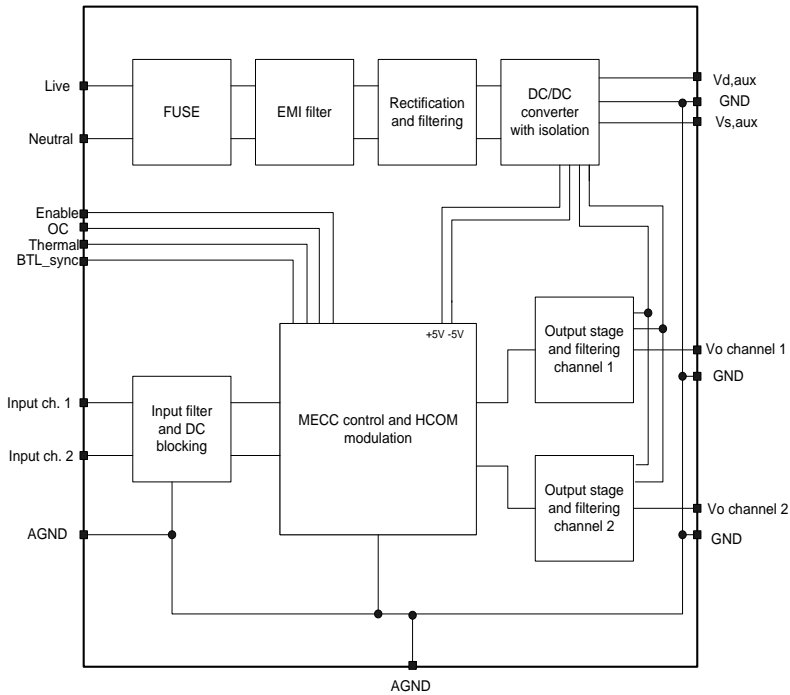 Live
Neutral
FUSE
EMI filter
Rectification
and filtering
DC/DC
converter
with isolation
Vd,aux
GND
Vs,aux
Enable
OC
Thermal
BTL_sync
+5V -5V
MECC control and HCOM
modulation
Output stage
and filtering
channel 1
Vo channel 1
GND
Input ch. 1
Input ch. 2
Input filter
and DC
blocking
Output stage
and filtering
channel 2
Vo channel 2
GND
AGND
AGND